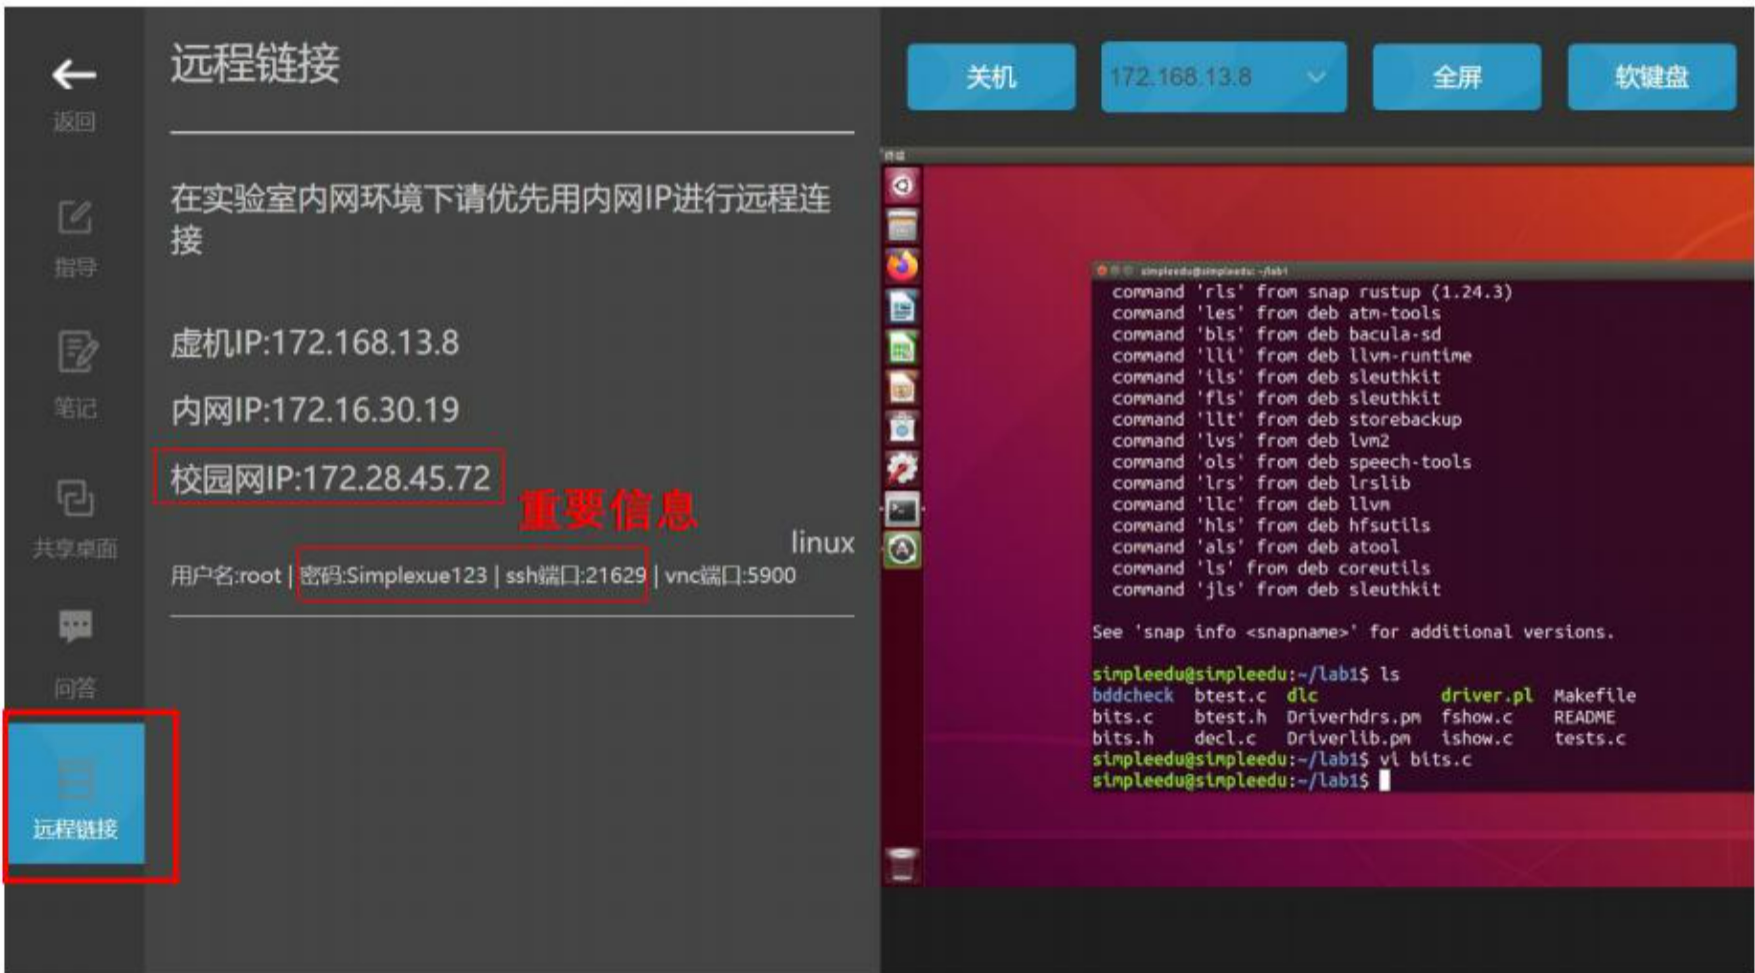 返回
指导
笔记
共享桌面
问答
远程链接
远程链接
在实验室内网环境下请优先用内网IP进行远程连
接
虚机IP:172.168.13.8
内网IP:172.16.30.19
校园网IP:172.28.45.72
重要信息
linux
用户名:root | 密码:Simplexue123 | ssh端口:21629 | vnc端口:5900
关机
172.168.13.8
全屏
软键盘
终端
simpleedu@simpleedu: ~/lab1
command 'rls' from snap rustup (1.24.3)
command 'les' from deb atm-tools
command 'bls' from deb bacula-sd
command 'lli' from deb llvm-runtime
command 'ils' from deb sleuthkit
command 'fls' from deb sleuthkit
command 'llt' from deb storebackup
command 'lvs' from deb lvm2
command 'ols' from deb speech-tools
command 'lrs' from deb lrslib
command 'llc' from deb llvm
command 'hls' from deb hfsutils
command 'als' from deb atool
command 'ls' from deb coreutils
command 'jls' from deb sleuthkit
See 'snap info <snapname>' for additional versions.
simpleedu@simpleedu:~/lab1$ ls
bddcheck btest.c dlc driver.pl Makefile
bits.c btest.h Driverhdrs.pm fshow.c README
bits.h decl.c Driverlib.pm ishow.c tests.c
simpleedu@simpleedu:~/lab1$ vi bits.c
simpleedu@simpleedu:~/lab1$